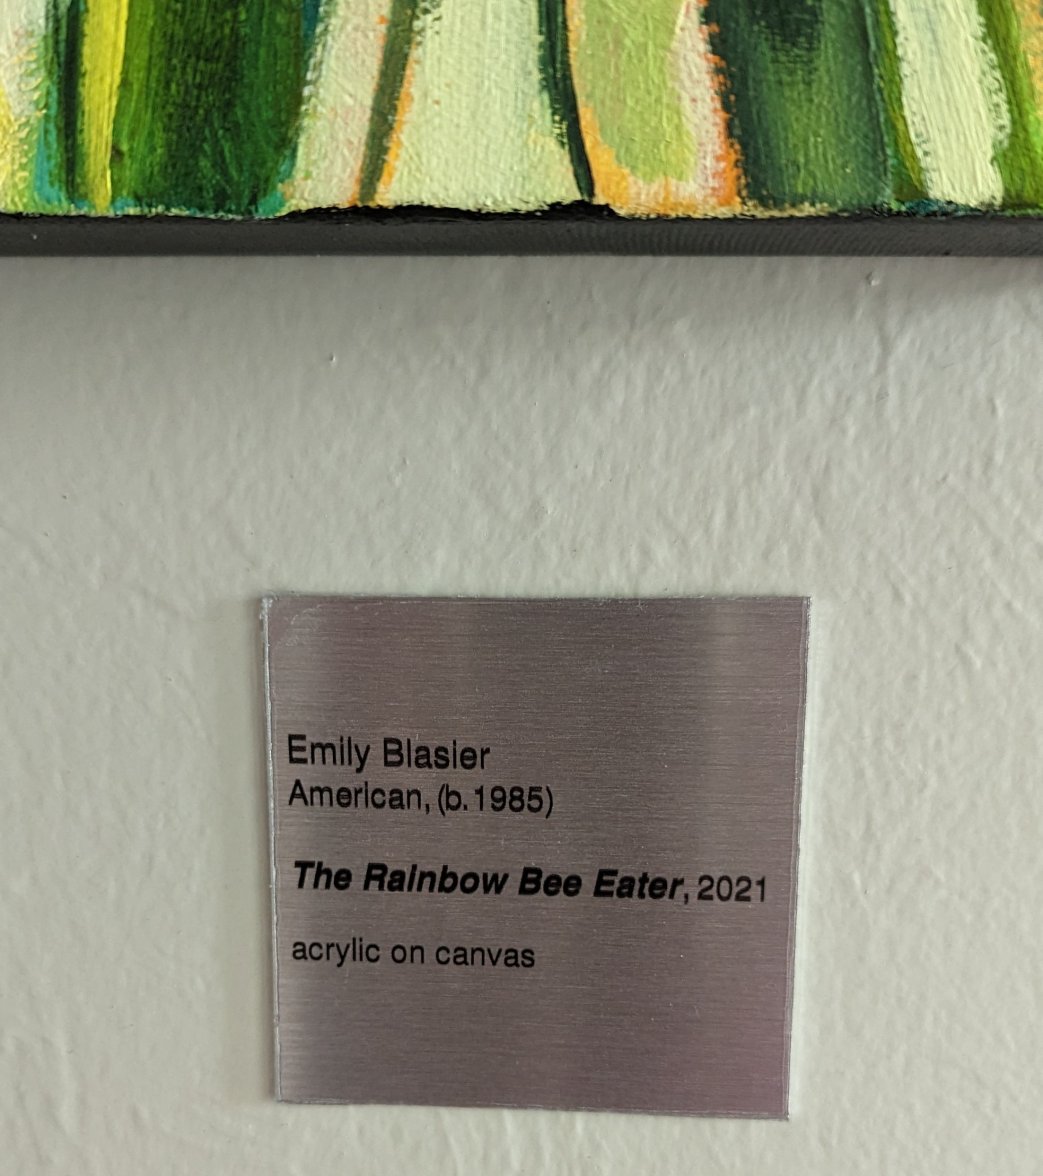 Emily Blasier
American, (b. 1985)
The Rainbow Bee Eater, 2021
acrylic on canvas